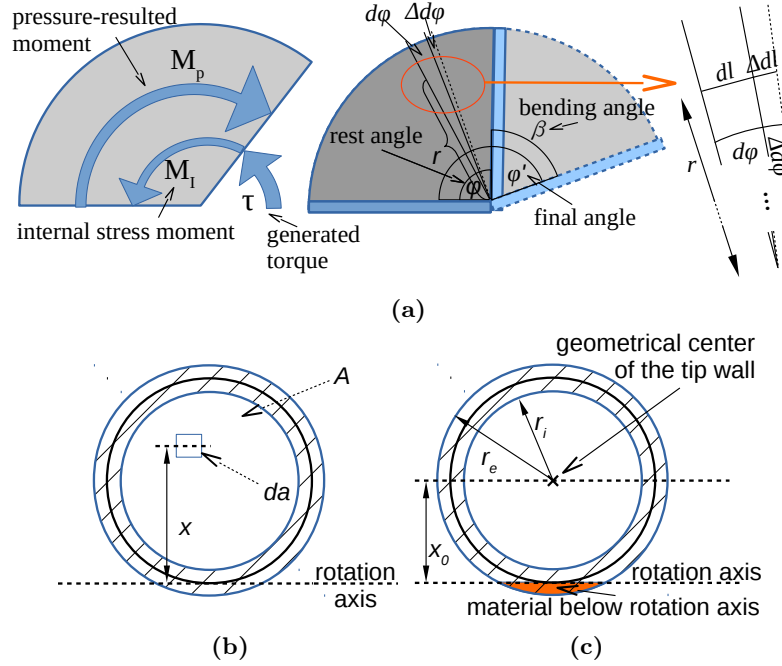 pressure-resulted
moment
M_p
M_I
internal stress moment
τ
generated
torque
dφ
Δdφ
rest angle
r
φ
φ'
bending angle
β
final angle
dl
Δdl
dφ
Δdφ
r
...
(a)
A
da
x
rotation
axis
(b)
geometrical center
of the tip wall
r_i
r_e
x_0
rotation axis
material below rotation axis
(c)